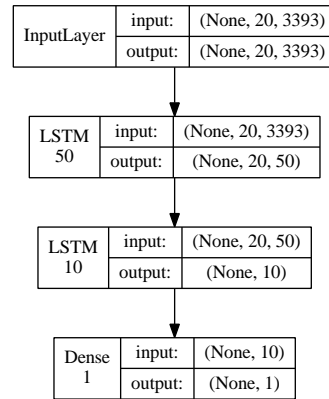 InputLayer
input: (None, 20, 3393)
output: (None, 20, 3393)
LSTM
50
input: (None, 20, 3393)
output: (None, 20, 50)
LSTM
10
input: (None, 20, 50)
output: (None, 10)
Dense
1
input: (None, 10)
output: (None, 1)